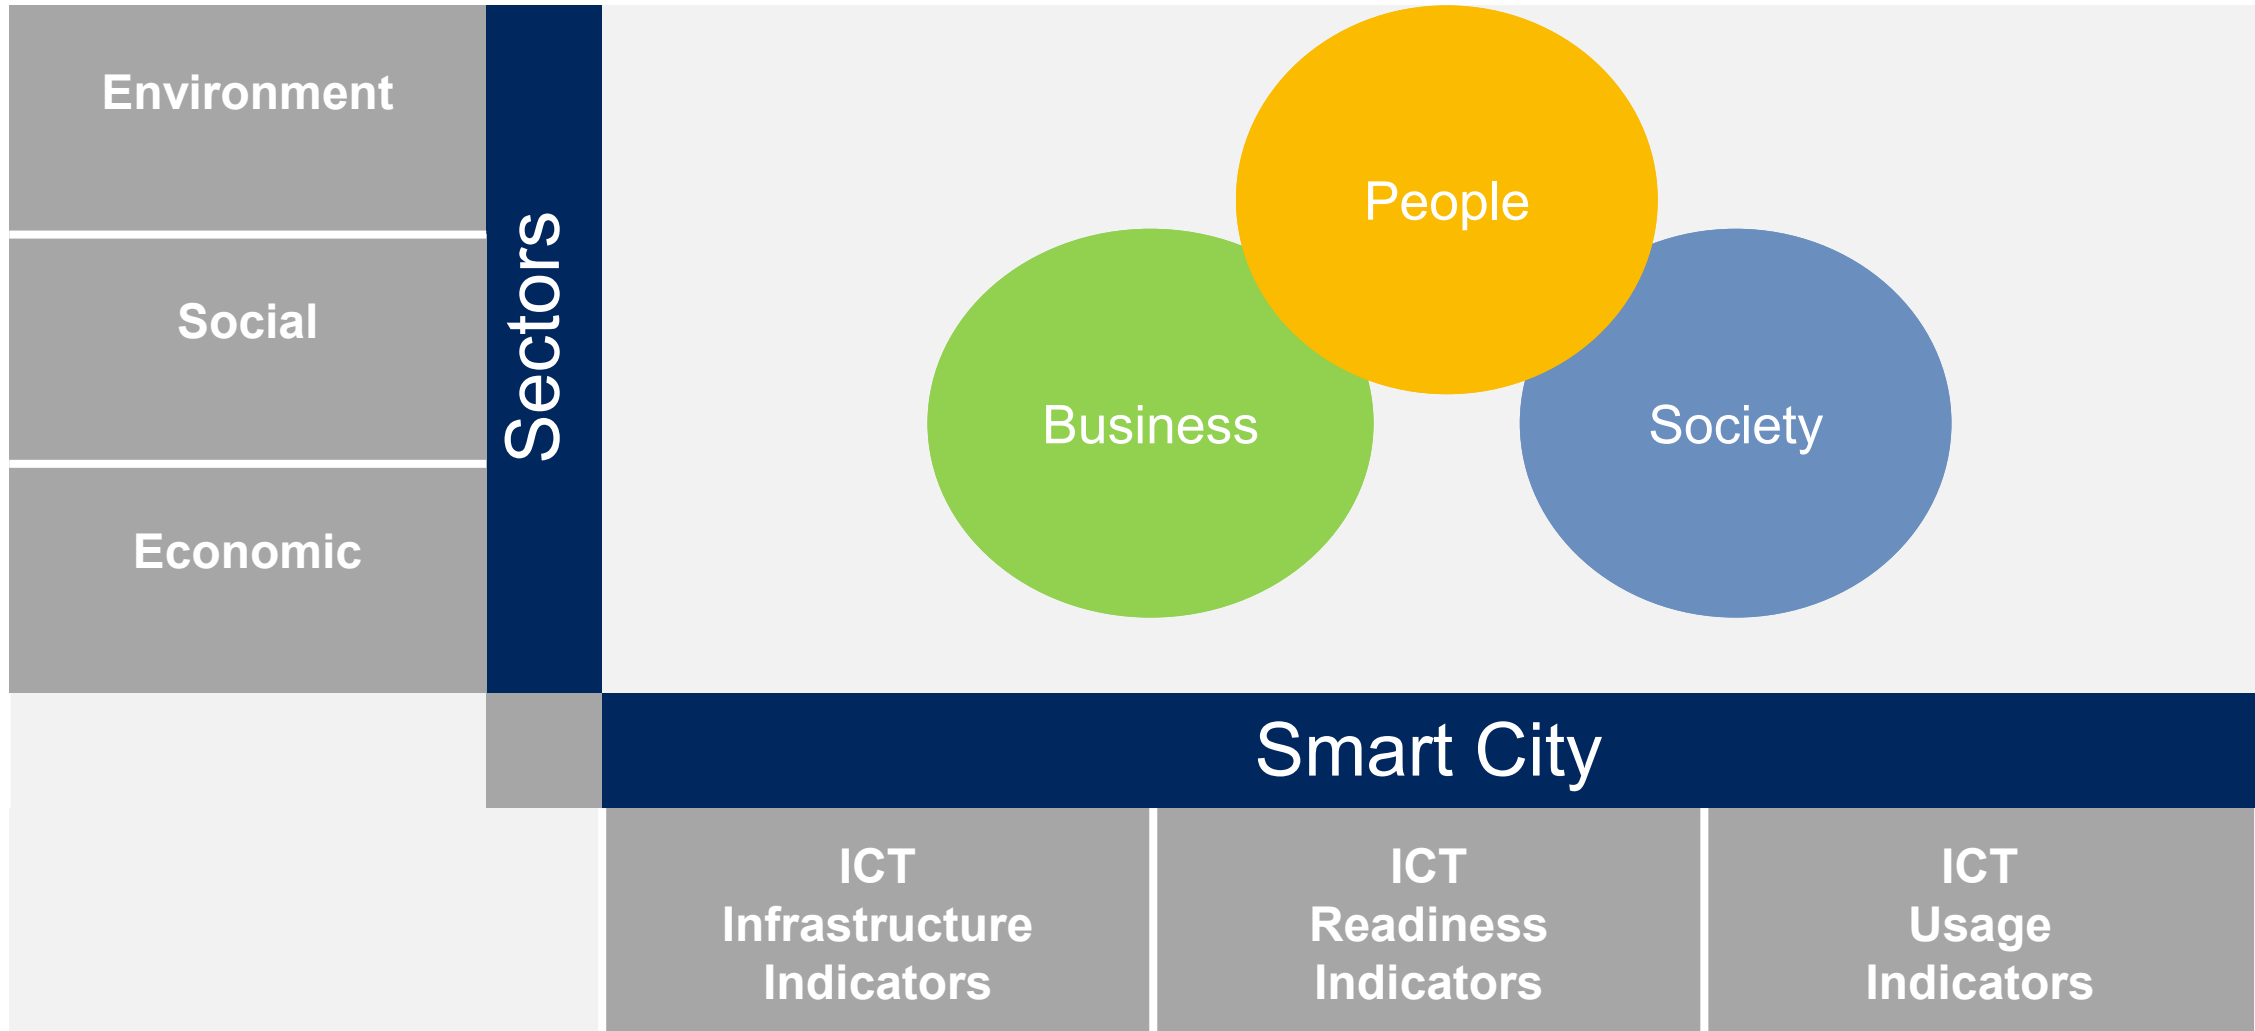 Environment
Social
Economic
Sectors
People
Business
Society
Smart City
ICT
Infrastructure
Indicators
ICT
Readiness
Indicators
ICT
Usage
Indicators